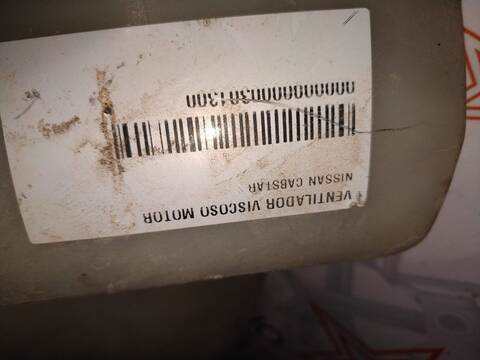 VENTILADOR VISCOSO MOTOR
NISSAN CABSTAR